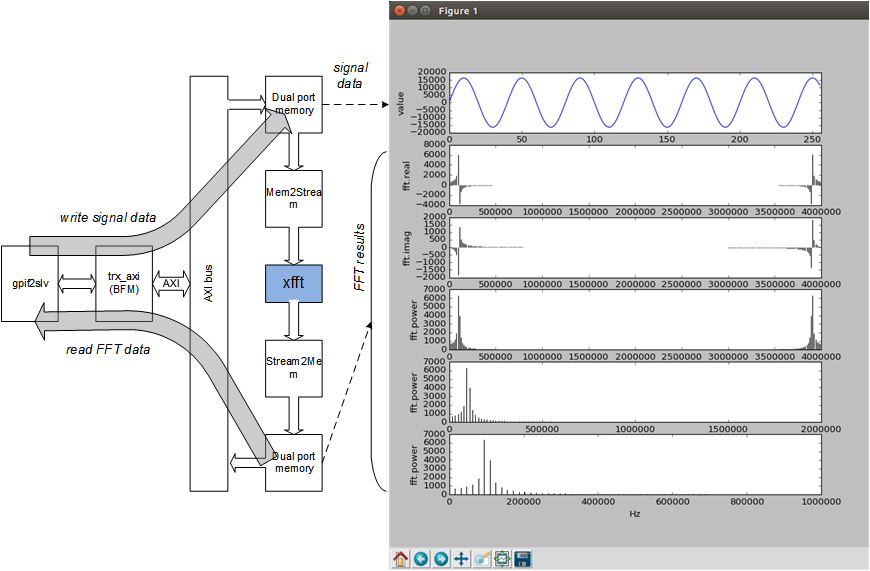 Figure 1
signal
data
Dual port
memory
Mem2Strea
m
write signal data
gpif2slv
trx_axi
(BFM)
AXI
AXI bus
xfft
FFT results
read FFT data
Stream2Me
m
Dual port
memory
value
20000
15000
10000
5000
0
−5000
−10000
−15000
−20000
0 50 100 150 200 250
fft.real
8000
6000
4000
2000
0
−2000
−4000
0 500000 1000000 1500000 2000000 2500000 3000000 3500000 4000000
fft.imag
2000
1500
1000
500
0
−500
−1000
−1500
−2000
0 500000 1000000 1500000 2000000 2500000 3000000 3500000 4000000
fft.power
7000
6000
5000
4000
3000
2000
1000
0
0 500000 1000000 1500000 2000000 2500000 3000000 3500000 4000000
fft.power
7000
6000
5000
4000
3000
2000
1000
0
0 500000 1000000 1500000 2000000
fft.power
7000
6000
5000
4000
3000
2000
1000
0
0 200000 400000 600000 800000 1000000
Hz